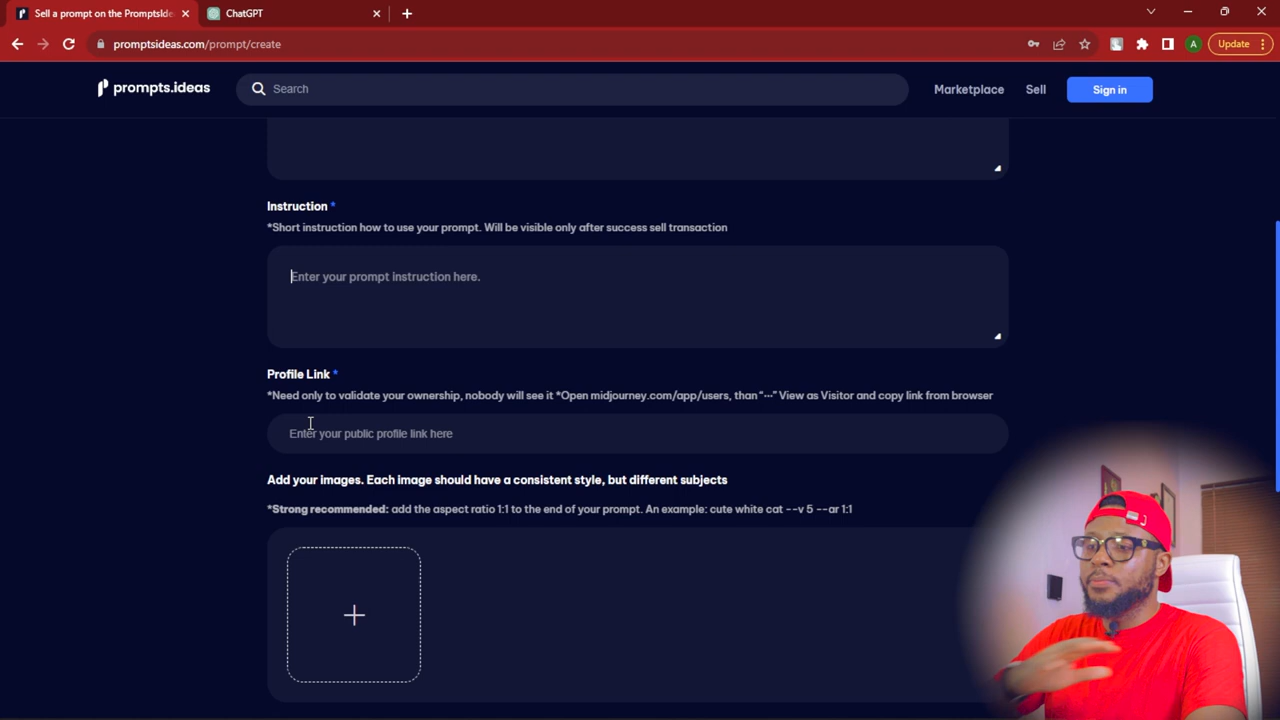 Sell a prompt on the PromptsIde
ChatGPT
promptsideas.com/prompt/create
A
Update
prompts.ideas
Search
Marketplace
Sell
Sign in
Instruction *
*Short instruction how to use your prompt. Will be visible only after success sell transaction
Enter your prompt instruction here.
Profile Link *
*Need only to validate your ownership, nobody will see it *Open midjourney.com/app/users, than "···" View as Visitor and copy link from browser
Enter your public profile link here
Add your images. Each image should have a consistent style, but different subjects
*Strong recommended: add the aspect ratio 1:1 to the end of your prompt. An example: cute white cat --v 5 --ar 1:1